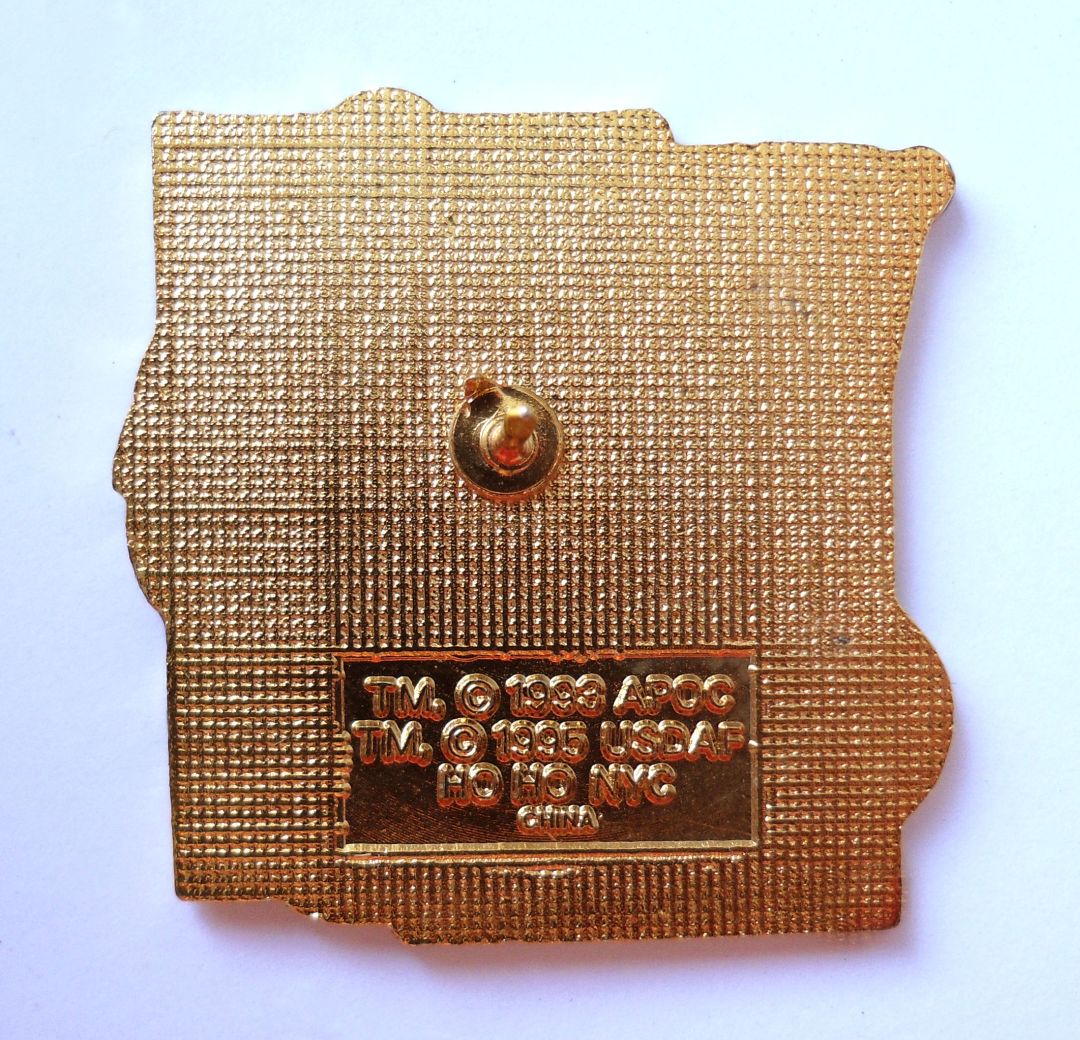 TM, © 1993 APOC
TM, © 1995 USDAF
HO HO NYC
CHINA